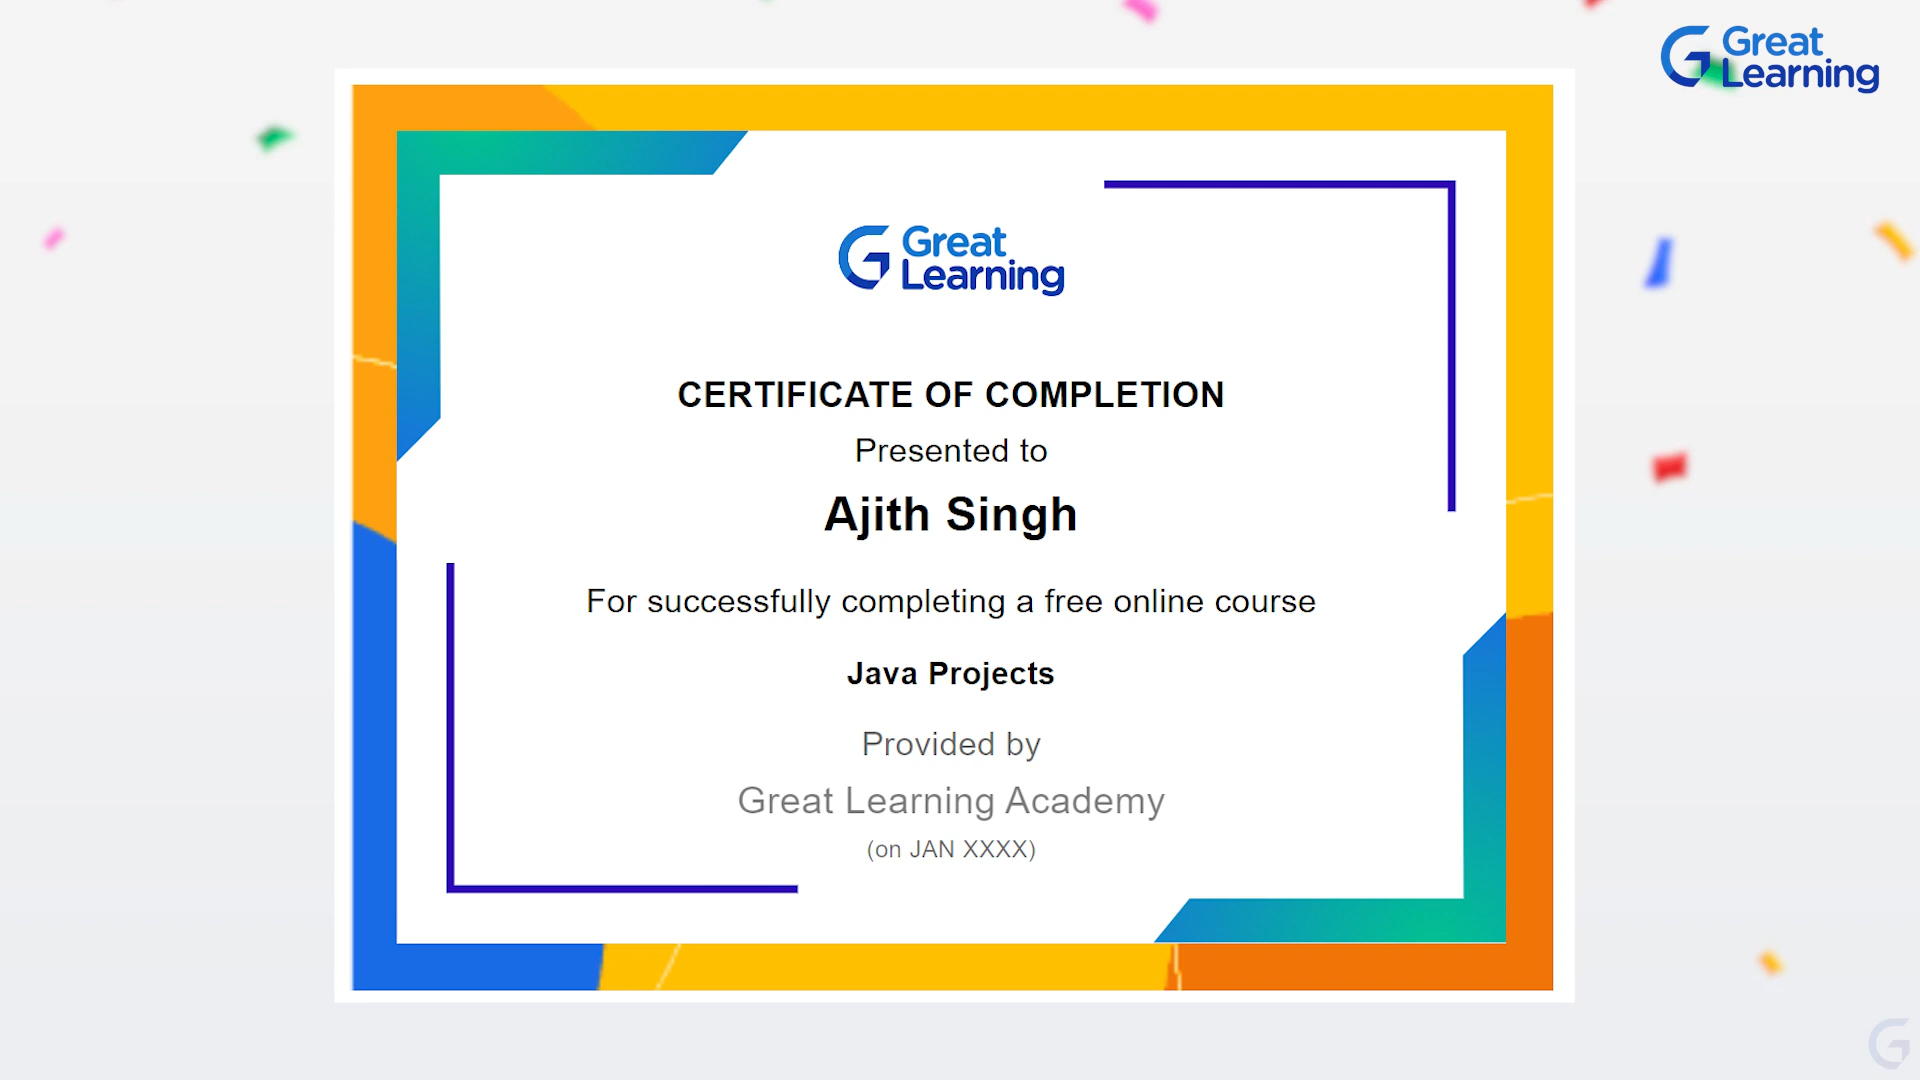 Great
Learning
Great
Learning
CERTIFICATE OF COMPLETION
Presented to
Ajith Singh
For successfully completing a free online course
Java Projects
Provided by
Great Learning Academy
(on JAN XXXX)